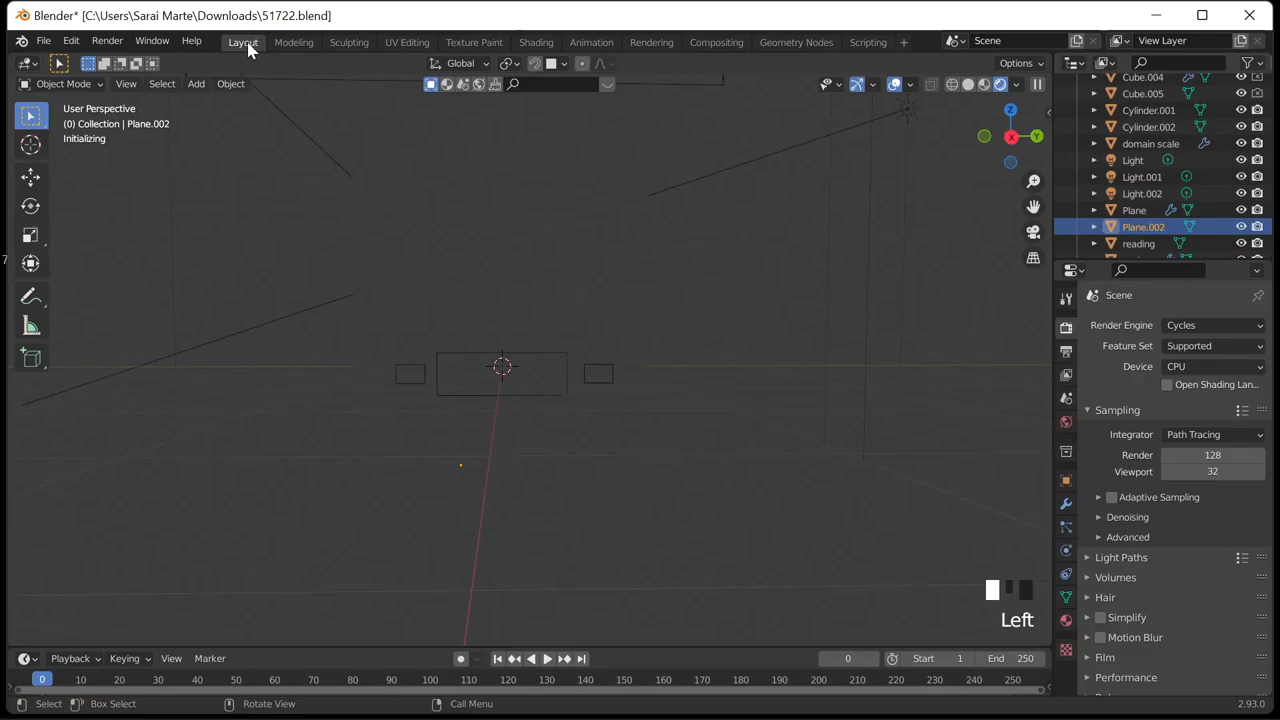 Blender* [C:\Users\Sarai Marte\Downloads\51722.blend]
File Edit Render Window Help Layout Modeling Sculpting UV Editing Texture Paint Shading Animation Rendering Compositing Geometry Nodes Scripting + Scene View Layer
Global Options
Object Mode View Select Add Object
User Perspective
(0) Collection | Plane.002
Initializing
Z
X
Y
7
Cube.004
Cube.005
Cylinder.001
Cylinder.002
domain scale
Light
Light.001
Light.002
Plane
Plane.002
reading
Scene
Render Engine Cycles
Feature Set Supported
Device CPU
Open Shading Lan...
Sampling
Integrator Path Tracing
Render 128
Viewport 32
Adaptive Sampling
Denoising
Advanced
Light Paths
Volumes
Hair
Simplify
Motion Blur
Film
Performance
Left
Playback Keying View Marker 0 Start 1 End 250
0 10 20 30 40 50 60 70 80 90 100 110 120 130 140 150 160 170 180 190 200 210 220 230 240 250
Select Box Select Rotate View Call Menu 2.93.0